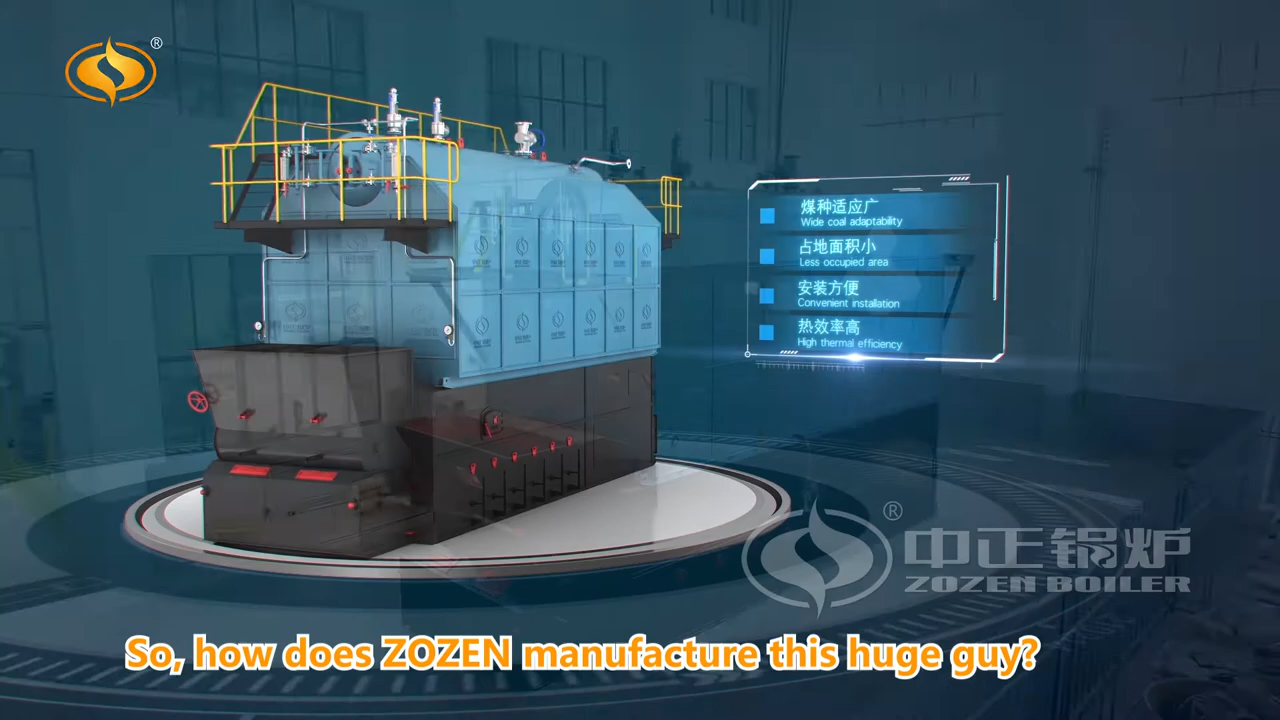 ®
煤种适应广
Wide coal adaptability
占地面积小
Less occupied area
安装方便
Convenient installation
热效率高
High thermal efficiency
®
中正锅炉
ZOZEN BOILER
So, how does ZOZEN manufacture this huge guy?